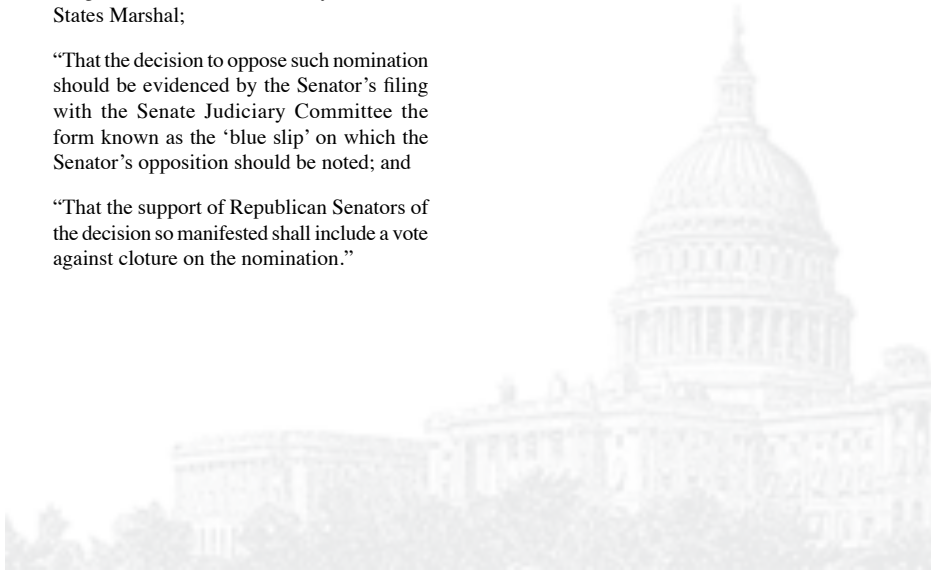 States Marshal;
“That the decision to oppose such nomination
should be evidenced by the Senator’s filing
with the Senate Judiciary Committee the
form known as the ‘blue slip’ on which the
Senator’s opposition should be noted; and
“That the support of Republican Senators of
the decision so manifested shall include a vote
against cloture on the nomination.”